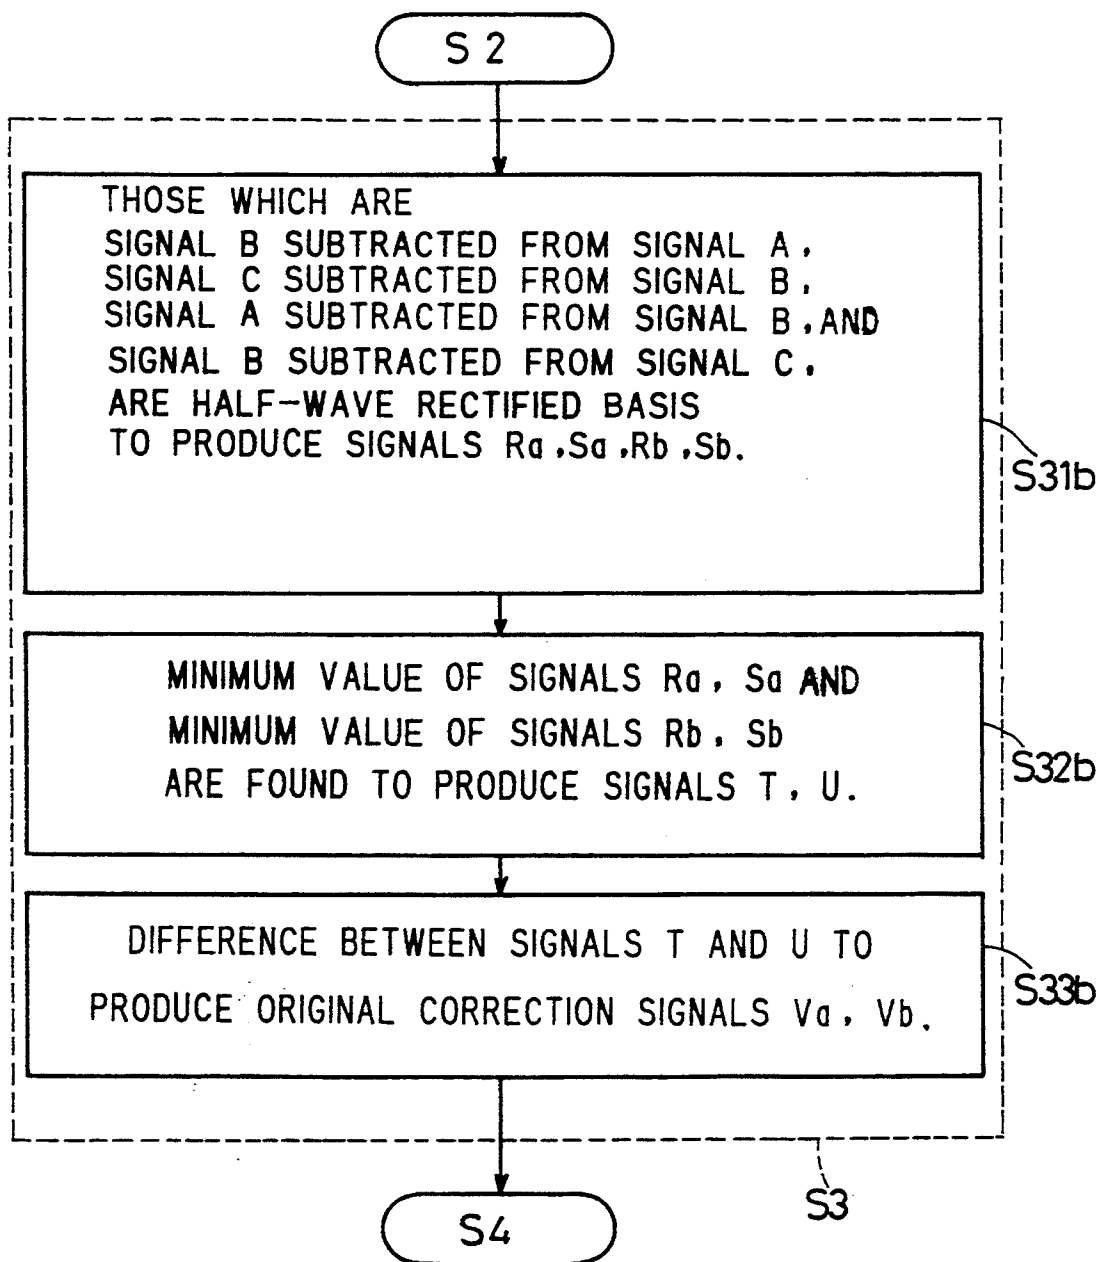 S2
THOSE WHICH ARE
SIGNAL B SUBTRACTED FROM SIGNAL A,
SIGNAL C SUBTRACTED FROM SIGNAL B,
SIGNAL A SUBTRACTED FROM SIGNAL B, AND
SIGNAL B SUBTRACTED FROM SIGNAL C,
ARE HALF-WAVE RECTIFIED BASIS
TO PRODUCE SIGNALS Ra, Sa, Rb, Sb.
S31b
MINIMUM VALUE OF SIGNALS Ra, Sa AND
MINIMUM VALUE OF SIGNALS Rb, Sb
ARE FOUND TO PRODUCE SIGNALS T, U.
S32b
DIFFERENCE BETWEEN SIGNALS T AND U TO
PRODUCE ORIGINAL CORRECTION SIGNALS Va, Vb.
S33b
S3
S4